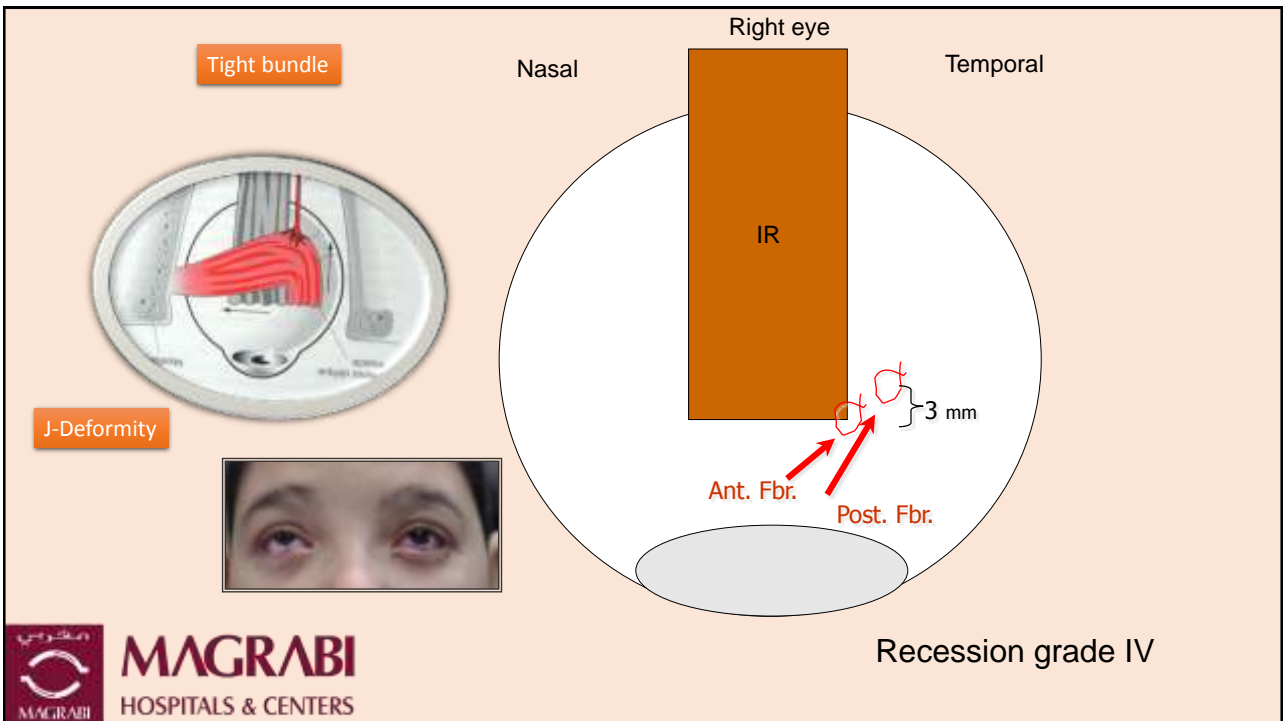 Right eye
Tight bundle
Nasal
Temporal
IR
J-Deformity
3 mm
Ant. Fbr.
Post. Fbr.
Recession grade IV
مغربي
MAGRABI
MAGRABI
HOSPITALS & CENTERS